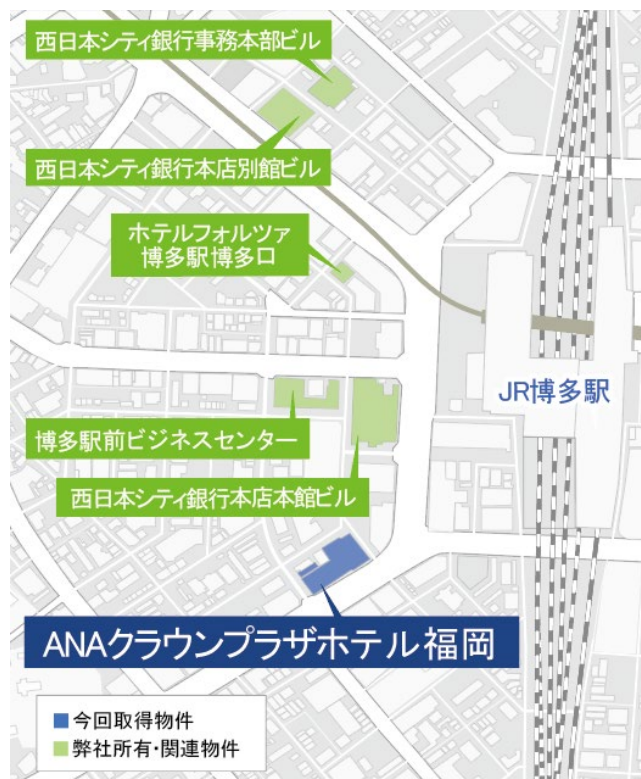 西日本シティ銀行事務本部ビル
西日本シティ銀行本店別館ビル
ホテルフォルツァ
博多駅博多口
JR博多駅
博多駅前ビジネスセンター
西日本シティ銀行本店本館ビル
ANAクラウンプラザホテル福岡
今回取得物件
弊社所有・関連物件